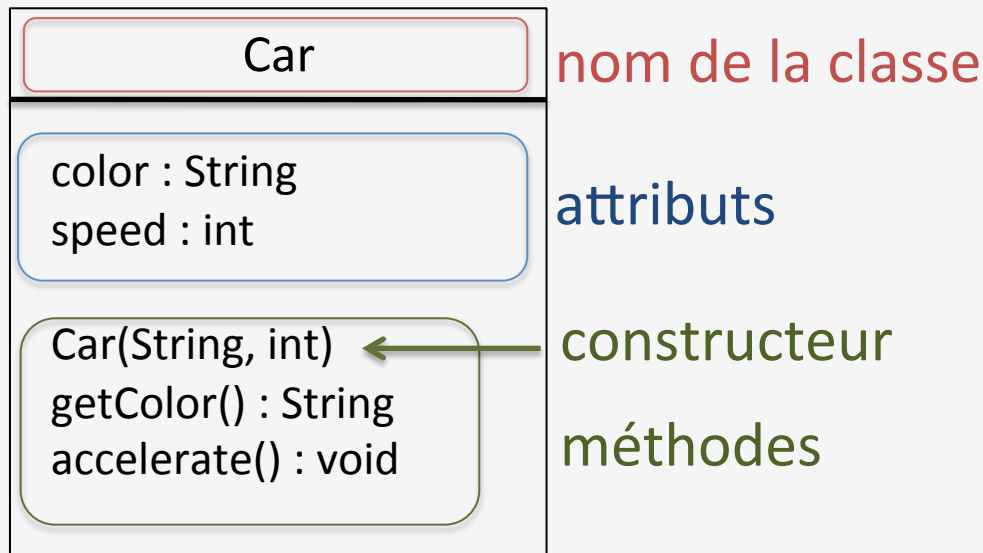 Car
nom de la classe
color : String
speed : int
attributs
Car(String, int)
constructeur
getColor() : String
accelerate() : void
méthodes